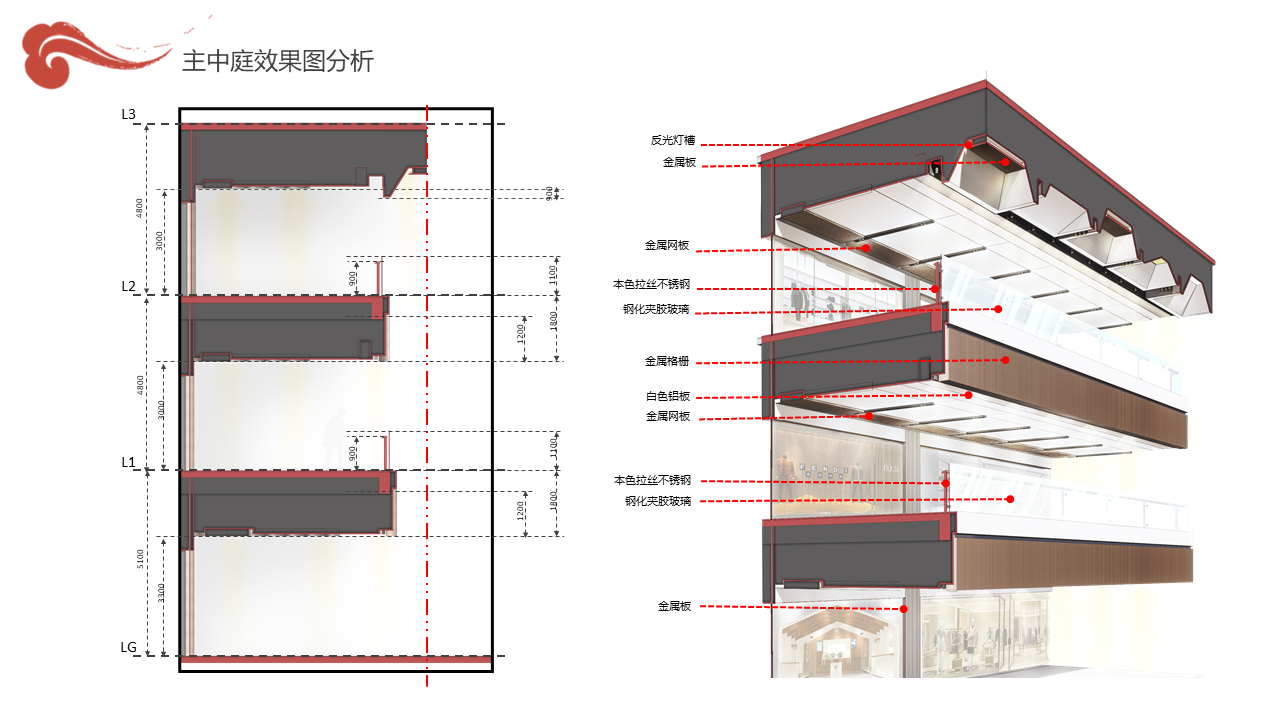 主中庭效果图分析
L3
4800
3000
900
900
1100
L2
1200
1800
4800
3000
900
1100
L1
1200
1800
5100
3300
LG
反光灯槽
金属板
金属网板
本色拉丝不锈钢
钢化夹胶玻璃
金属格栅
白色铝板
金属网板
本色拉丝不锈钢
钢化夹胶玻璃
金属板
FENDI